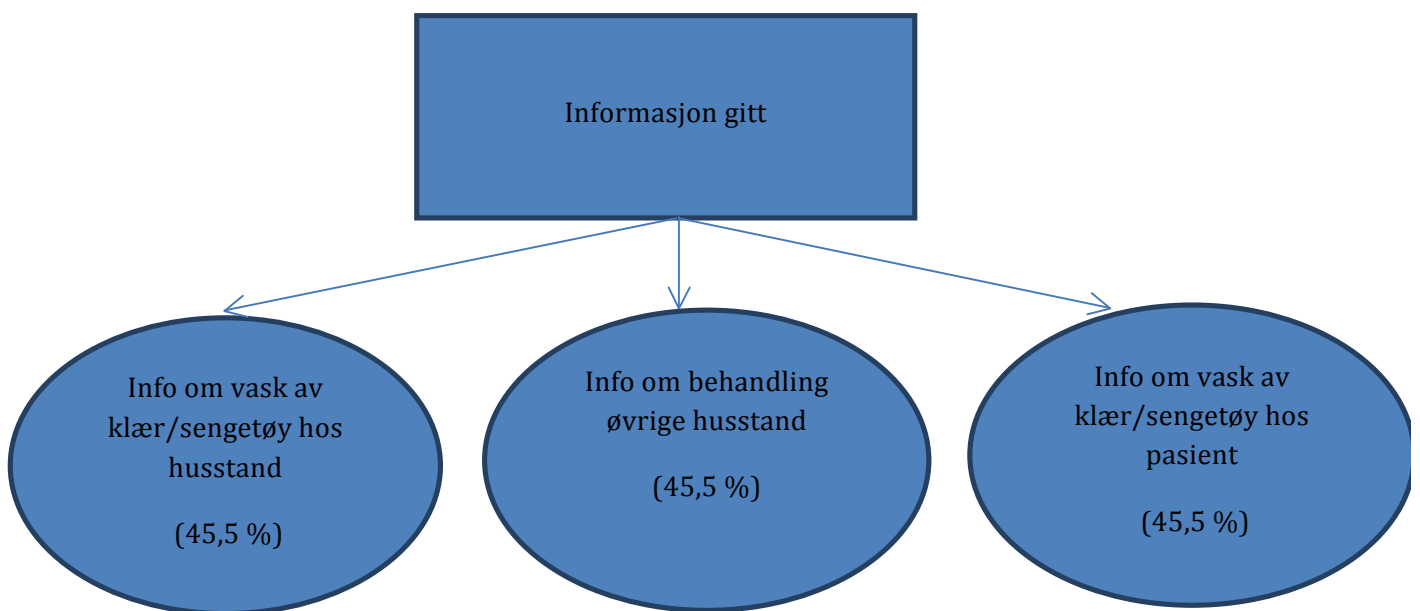 Informasjon gitt
Info om vask av
klær/sengetøy hos
husstand
(45,5 %)
Info om behandling
øvrige husstand
(45,5 %)
Info om vask av
klær/sengetøy hos
pasient
(45,5 %)